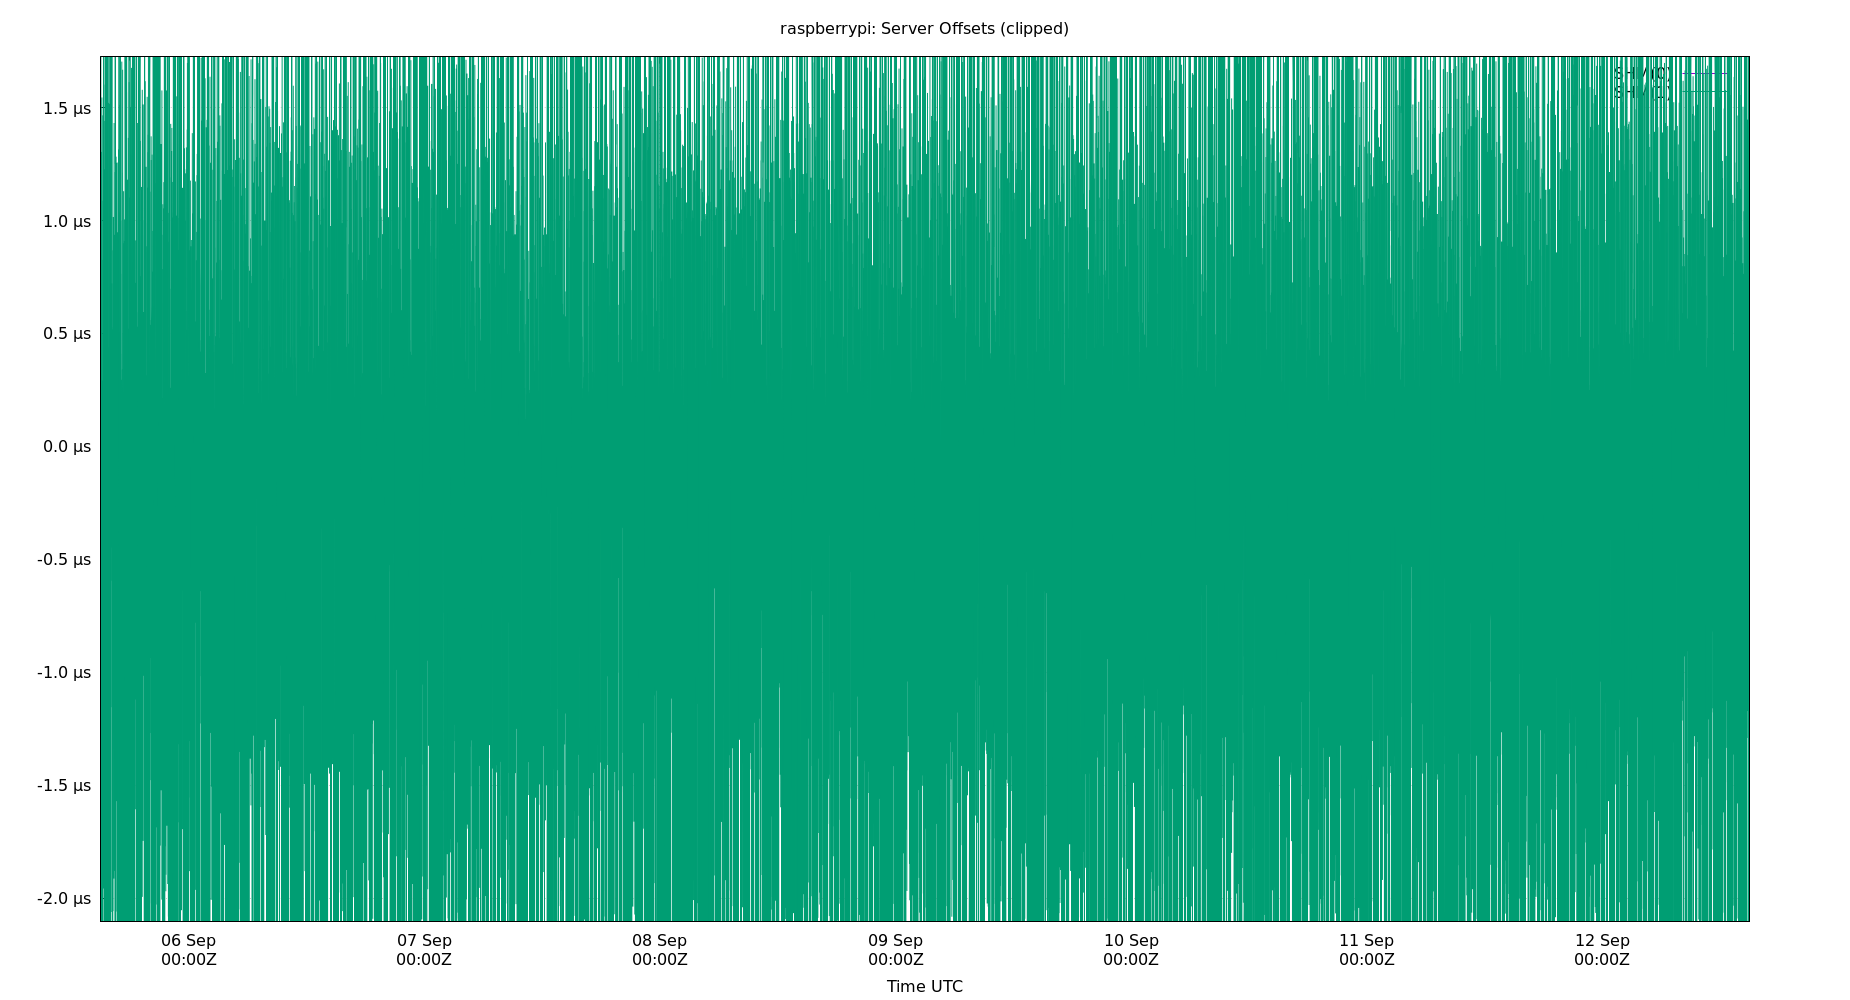 raspberrypi: Server Offsets (clipped)
1.5 µs
1.0 µs
0.5 µs
0.0 µs
-0.5 µs
-1.0 µs
-1.5 µs
-2.0 µs
06 Sep 07 Sep 08 Sep 09 Sep 10 Sep 11 Sep 12 Sep
00:00Z 00:00Z 00:00Z 00:00Z 00:00Z 00:00Z 00:00Z
Time UTC